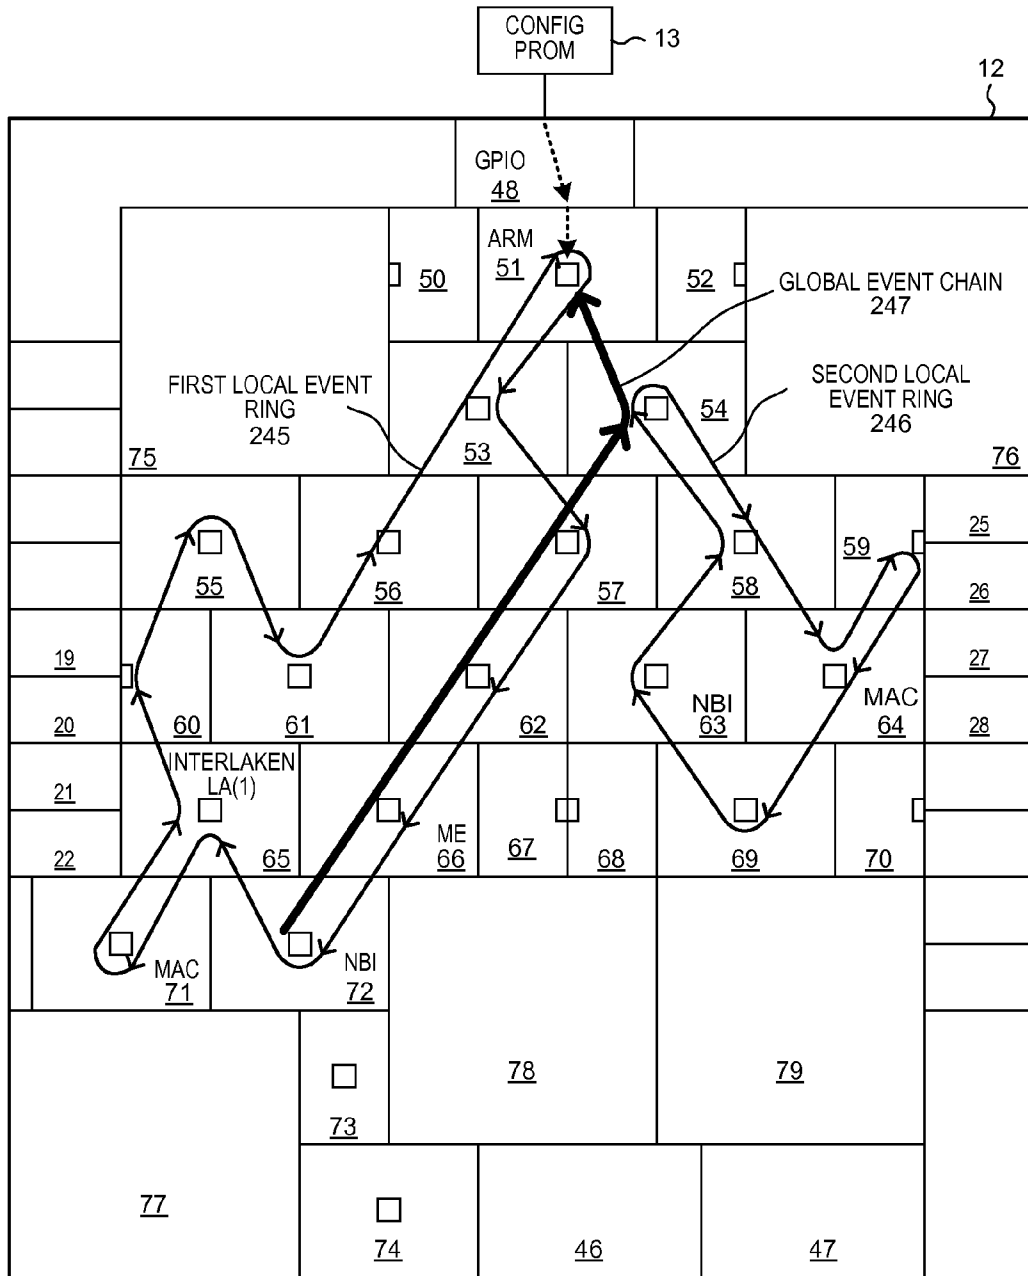 CONFIG
PROM
13
12
GPIO
48
ARM
51
50
52
GLOBAL EVENT CHAIN
247
FIRST LOCAL EVENT
RING
245
SECOND LOCAL
EVENT RING
246
53
54
75
76
55
56
57
58
59
25
26
19
20
60
61
62
NBI
63
MAC
64
27
28
INTERLAKEN
LA(1)
65
21
22
ME
66
67
68
69
70
MAC
71
NBI
72
73
78
79
77
74
46
47